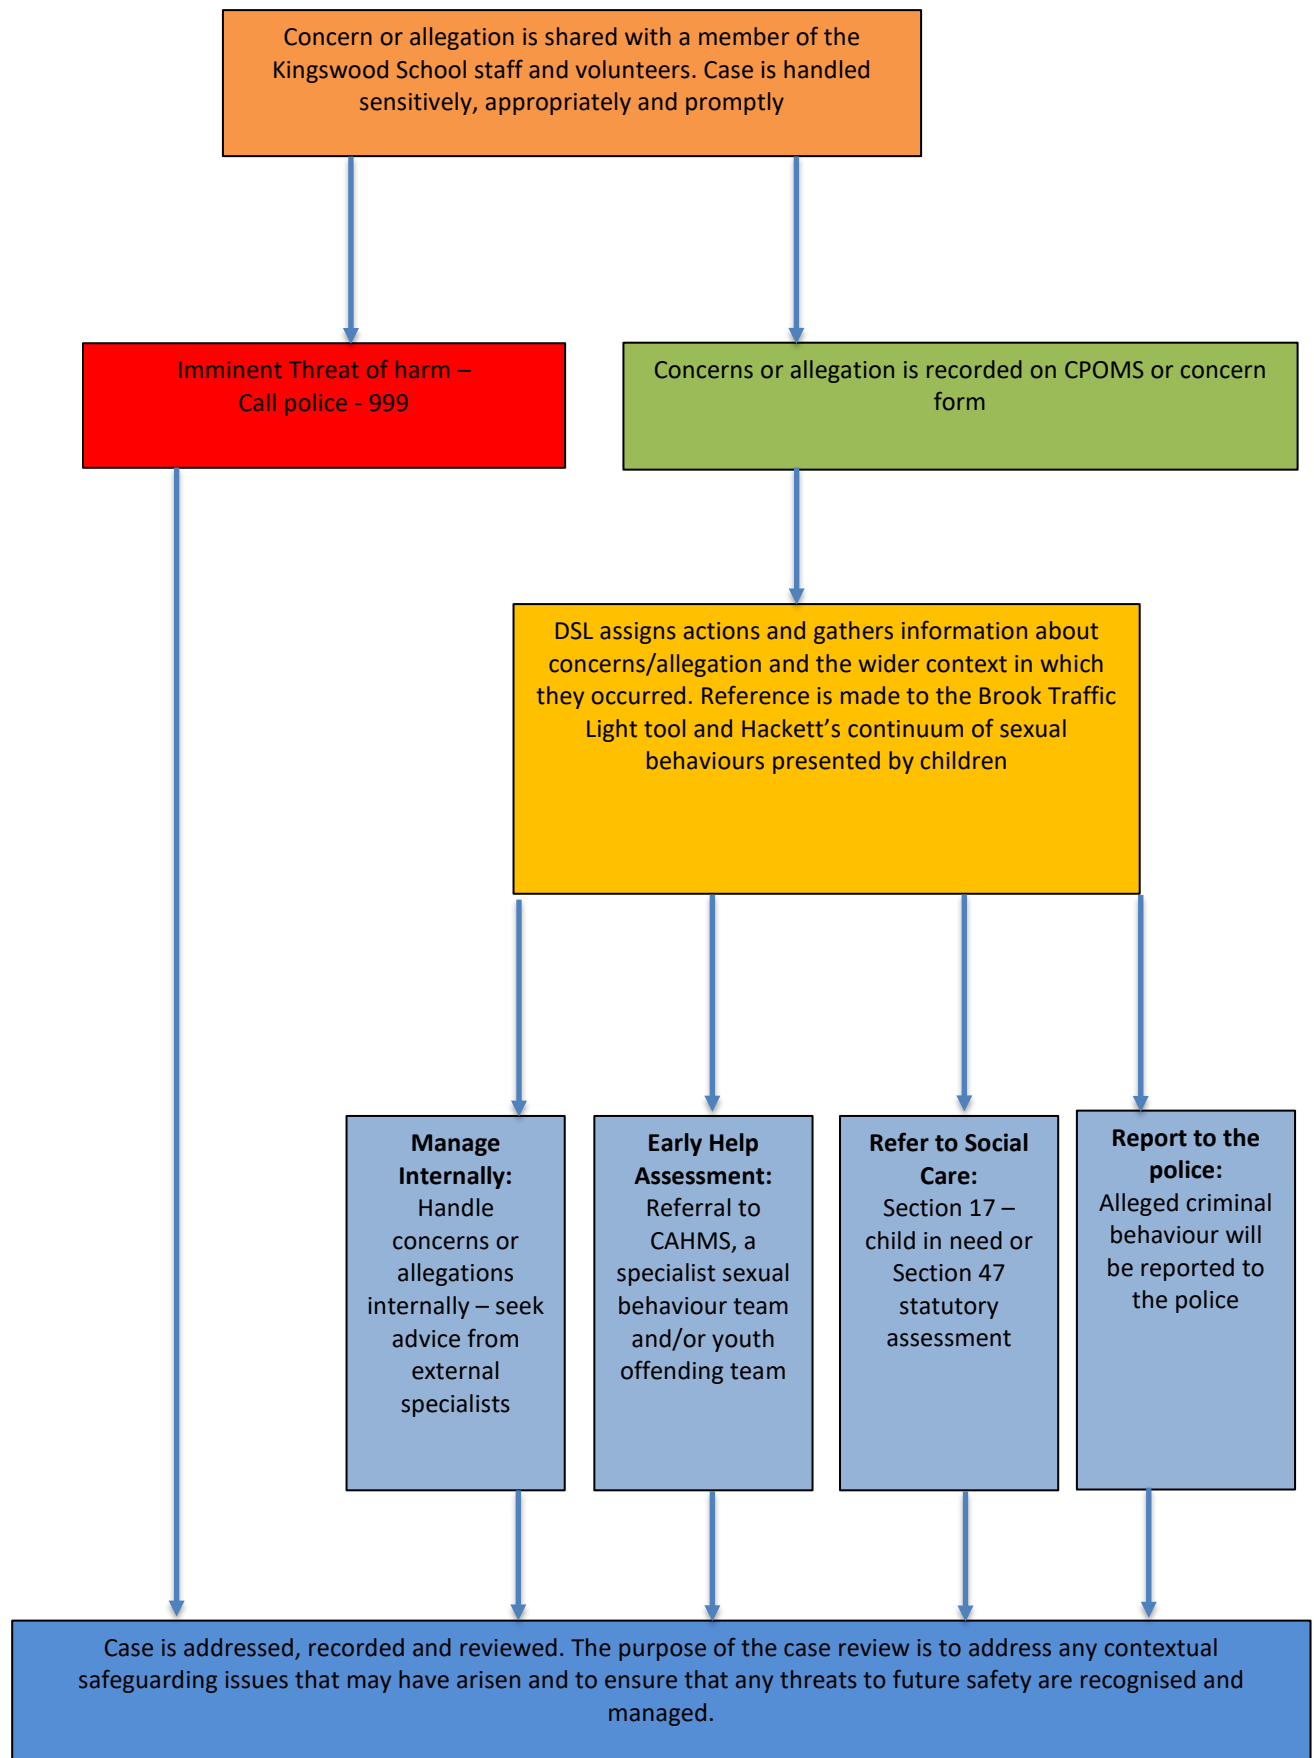 Concern or allegation is shared with a member of the
Kingswood School staff and volunteers. Case is handled
sensitively, appropriately and promptly
Imminent Threat of harm –
Call police - 999
Concerns or allegation is recorded on CPOMS or concern
form
DSL assigns actions and gathers information about
concerns/allegation and the wider context in which
they occurred. Reference is made to the Brook Traffic
Light tool and Hackett’s continuum of sexual
behaviours presented by children
Manage
Internally:
Handle
concerns or
allegations
internally – seek
advice from
external
specialists
Early Help
Assessment:
Referral to
CAHMS, a
specialist sexual
behaviour team
and/or youth
offending team
Refer to Social
Care:
Section 17 –
child in need or
Section 47
statutory
assessment
Report to the
police:
Alleged criminal
behaviour will
be reported to
the police
Case is addressed, recorded and reviewed. The purpose of the case review is to address any contextual
safeguarding issues that may have arisen and to ensure that any threats to future safety are recognised and
managed.